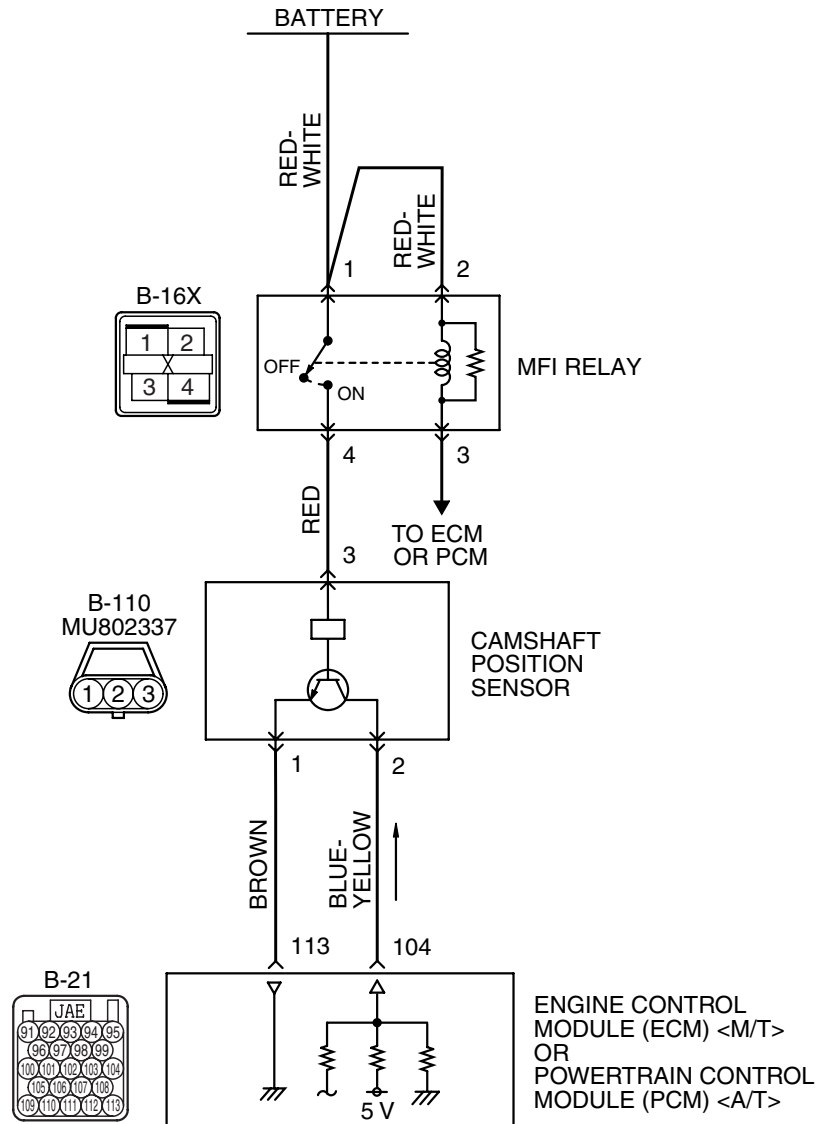 BATTERY
RED-
WHITE
RED-
WHITE
1 2
B-16X
1 2
X
3 4
OFF
ON
MFI RELAY
4 3
RED
TO ECM
OR PCM
3
B-110
MU802337
1 2 3
CAMSHAFT
POSITION
SENSOR
1 2
BROWN
BLUE-
YELLOW
113 104
B-21
JAE
91 92 93 94 95
96 97 98 99
100 101 102 103 104
105 106 107 108
109 110 111 112 113
5 V
ENGINE CONTROL
MODULE (ECM) <M/T>
OR
POWERTRAIN CONTROL
MODULE (PCM) <A/T>